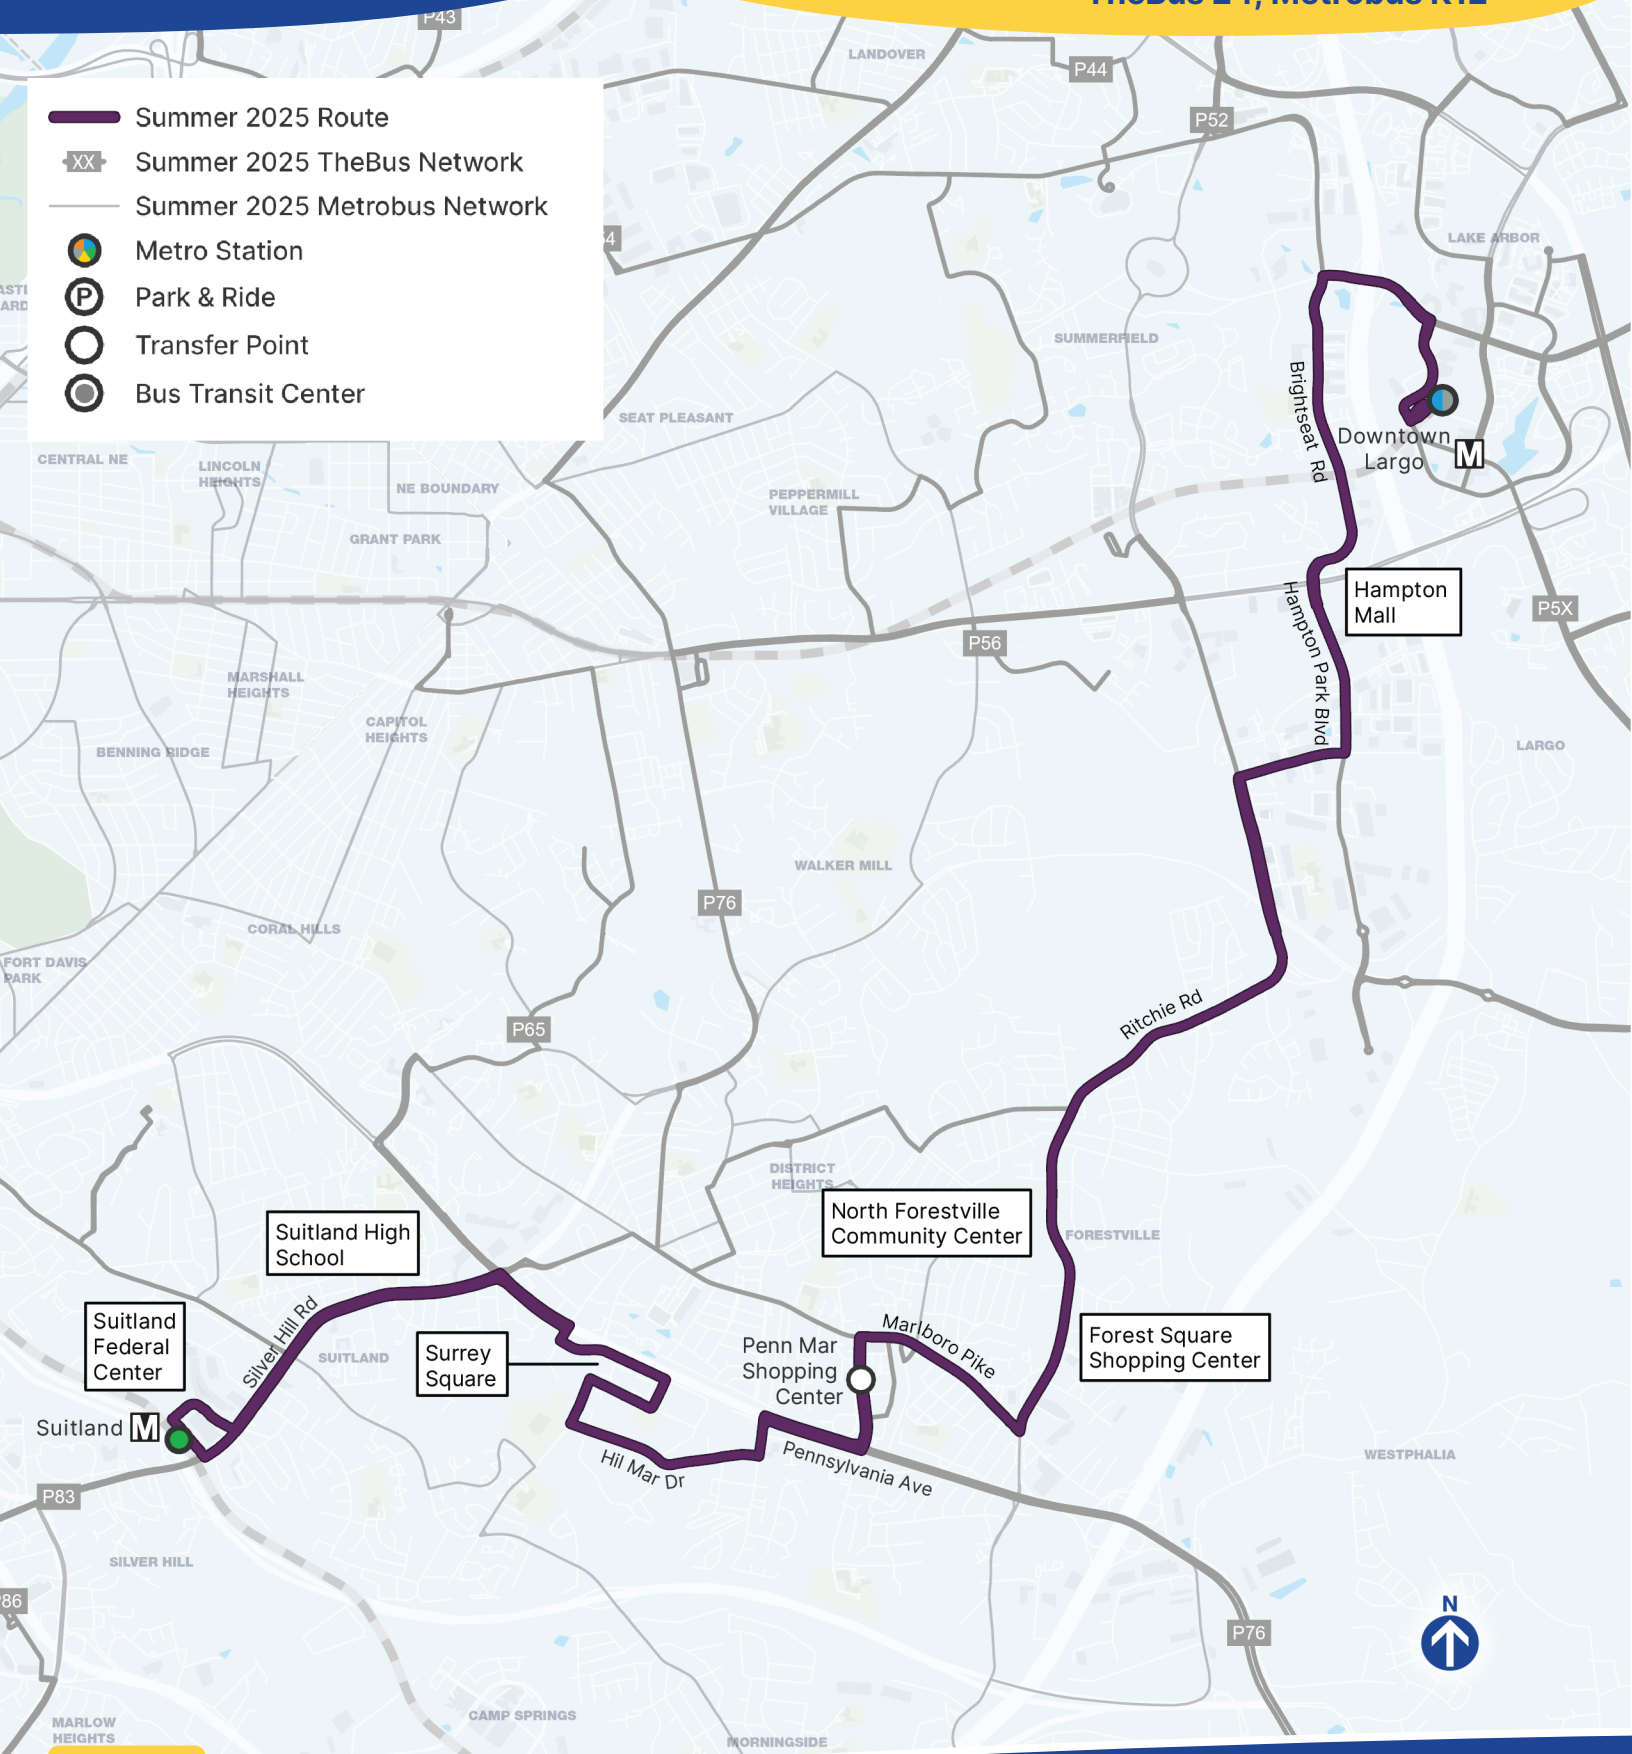 P43
P44
LANDOVER
XX
Summer 2025 Route
Summer 2025 TheBus Network
Summer 2025 Metrobus Network
Metro Station
P
Park & Ride
Transfer Point
Bus Transit Center
P52
LAKE ARBOR
SUMMERFIELD
SEAT PLEASANT
Brightseat Rd
Downtown
Largo
M
CENTRAL NE
LINCOLN
HEIGHTS
NE BOUNDARY
PEPPERMILL
VILLAGE
GRANT PARK
Hampton
Mall
Hampton Park Blvd
P5X
P56
MARSHALL
HEIGHTS
CAPITOL
HEIGHTS
BENNING RIDGE
LARGO
WALKER MILL
P76
CORAL HILLS
FORT DAVIS
PARK
P65
Ritchie Rd
DISTRICT
HEIGHTS
North Forestville
Community Center
FORESTVILLE
Suitland High
School
Suitland
Federal
Center
Silver Hill Rd
SUITLAND
Surrey
Square
Penn Mar
Shopping
Center
Marlboro Pike
Forest Square
Shopping Center
Suitland
M
Hil Mar Dr
Pennsylvania Ave
WESTPHALIA
P83
SILVER HILL
86
P76
N
CAMP SPRINGS
MARLOW
HEIGHTS
MORNINGSIDE